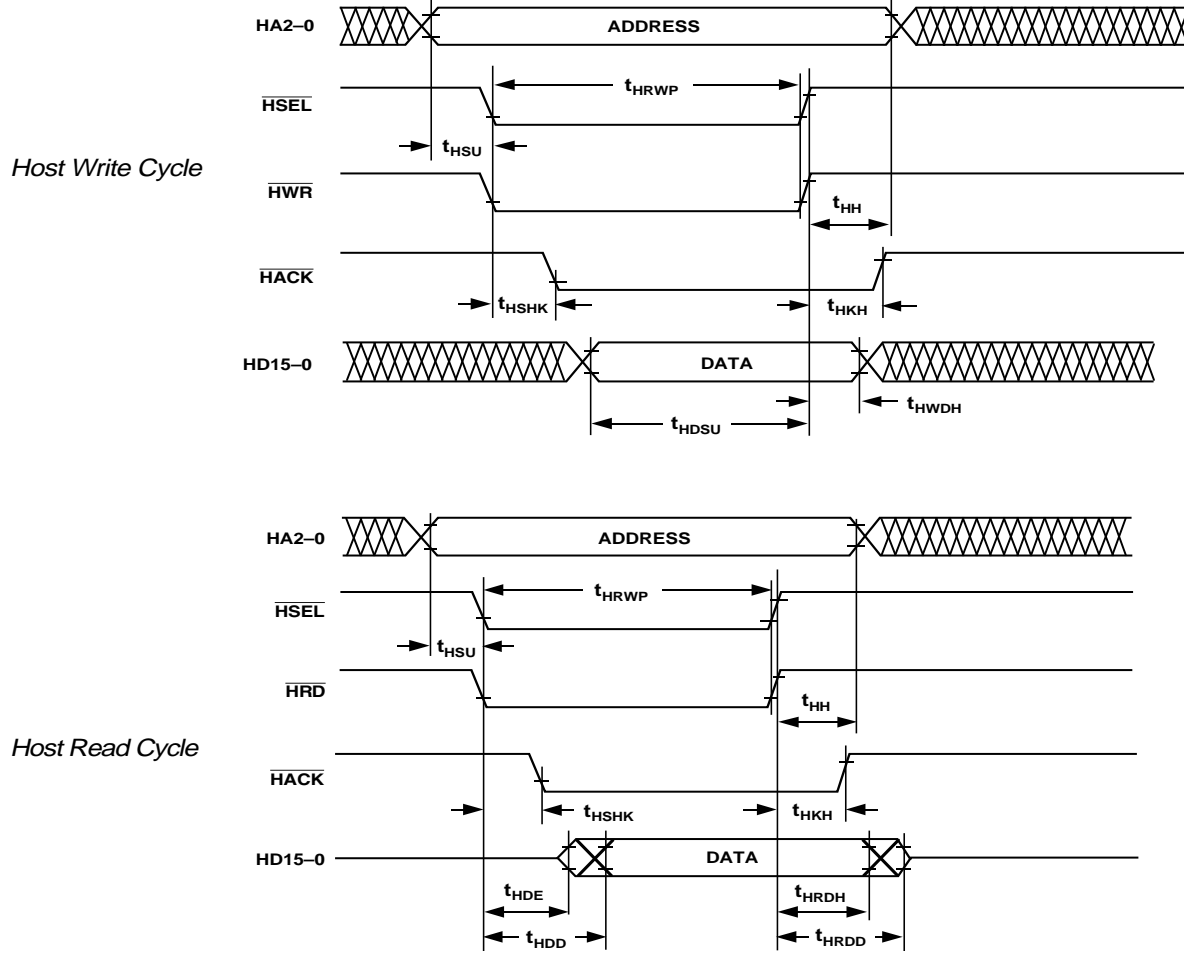 HA2–0
ADDRESS
HSEL
tHRWP
tHSU
Host Write Cycle
HWR
tHH
HACK
tHSHK
tHKH
HD15–0
DATA
tHWDH
tHDSU
HA2–0
ADDRESS
HSEL
tHRWP
tHSU
HRD
tHH
Host Read Cycle
HACK
tHSHK
tHKH
HD15–0
DATA
tHDE
tHRDH
tHDD
tHRDD